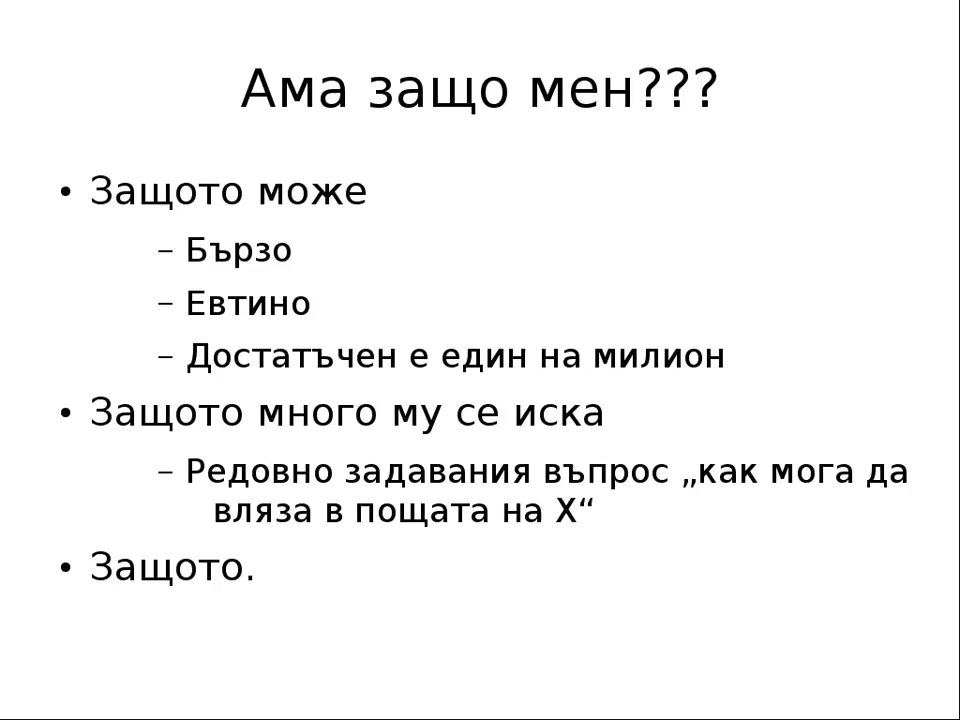 Ама защо мен???
• Защото може
– Бързо
– Евтино
– Достатъчен е един на милион
• Защото много му се иска
– Редовно задавания въпрос „как мога да
вляза в пощата на X“
• Защото.